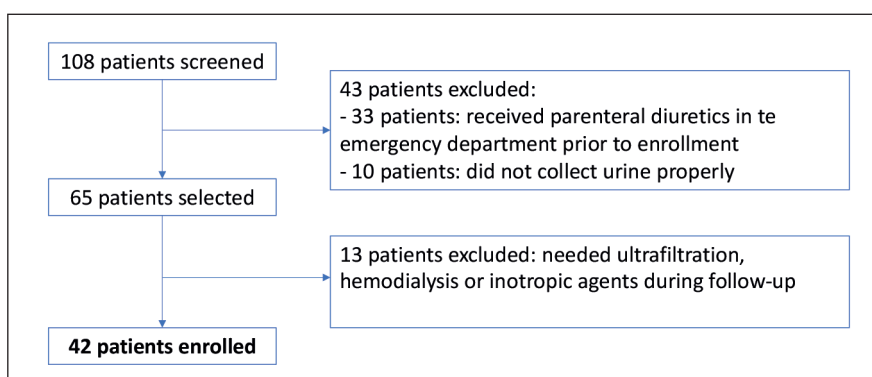 108 patients screened
43 patients excluded:
- 33 patients: received parenteral diuretics in te
emergency department prior to enrollment
- 10 patients: did not collect urine properly
65 patients selected
13 patients excluded: needed ultrafiltration,
hemodialysis or inotropic agents during follow-up
42 patients enrolled